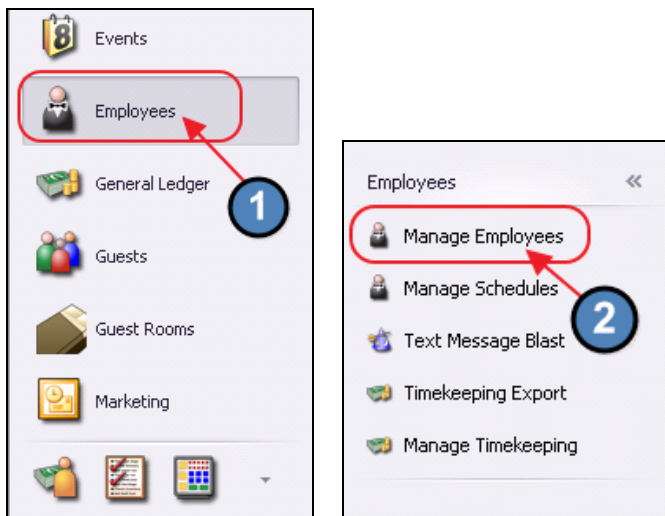 8
Events
Employees
General Ledger
1
Guests
Guest Rooms
Marketing
Employees
Manage Employees
Manage Schedules
2
Text Message Blast
Timekeeping Export
Manage Timekeeping